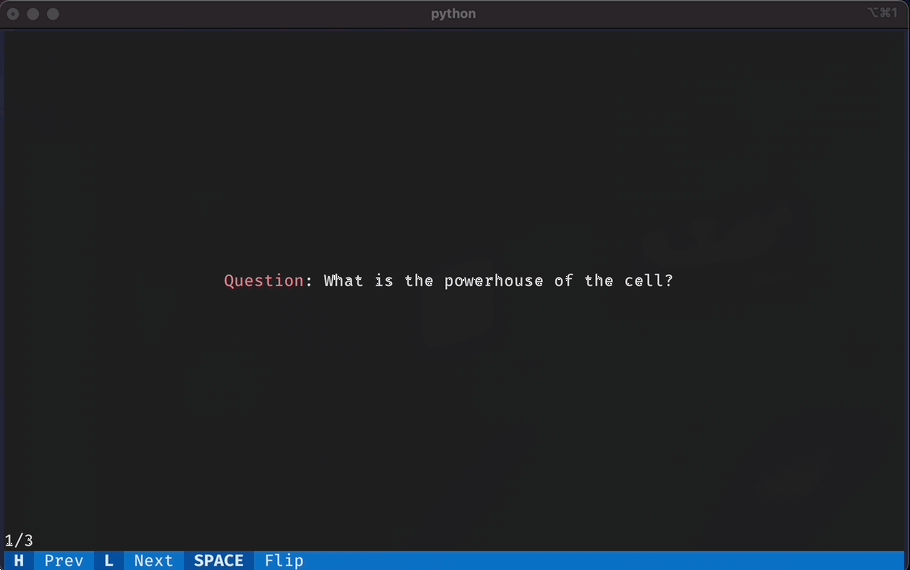 python
⌥⌘1
Question: What is the powerhouse of the cell?
1/3
H Prev L Next SPACE Flip